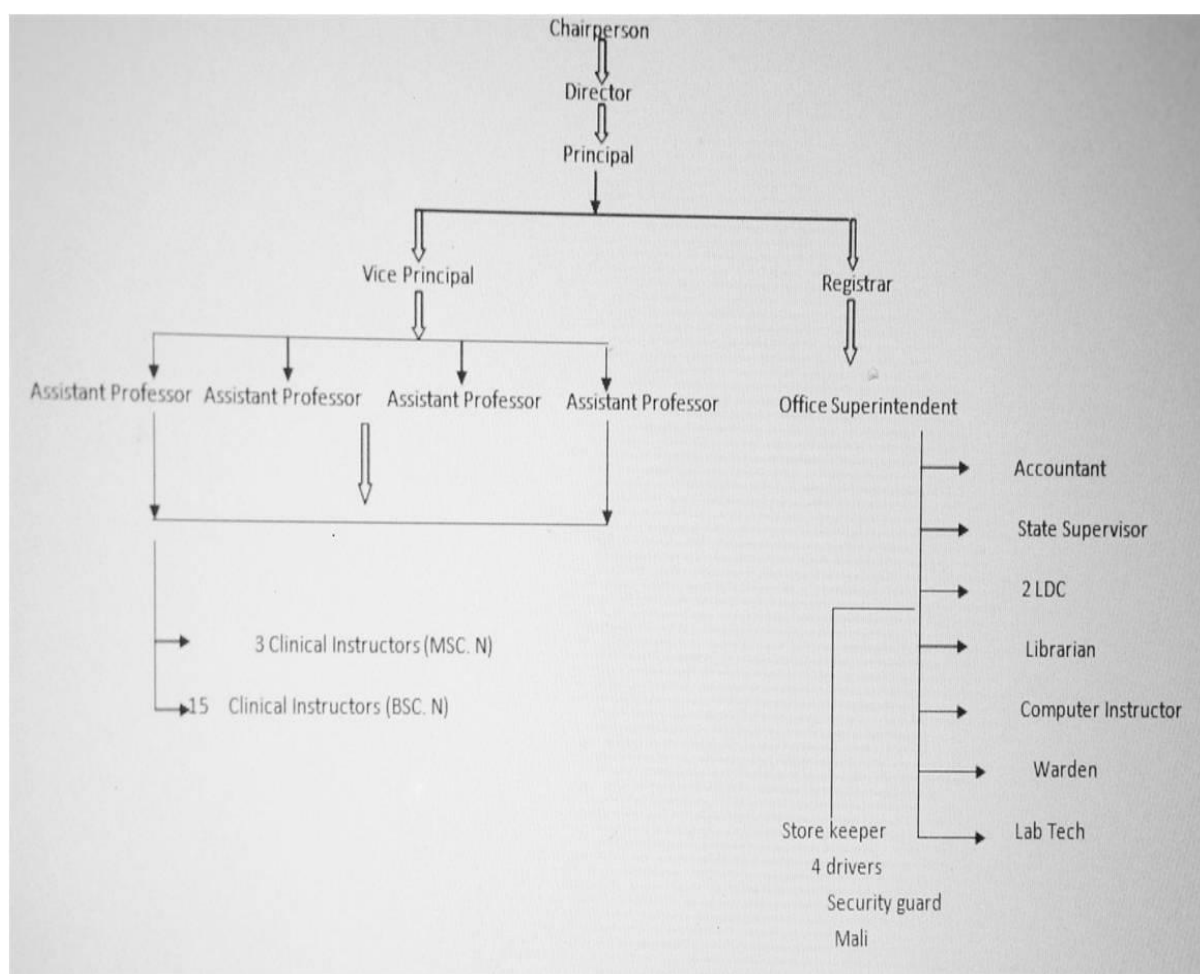 Chairperson
Director
Principal
Vice Principal
Registrar
Assistant Professor
Assistant Professor
Assistant Professor
Assistant Professor
Office Superintendent
Accountant
State Supervisor
2 LDC
Librarian
Computer Instructor
Warden
Lab Tech
3 Clinical Instructors (MSC. N)
15 Clinical Instructors (BSC. N)
Store keeper
4 drivers
Security guard
Mali